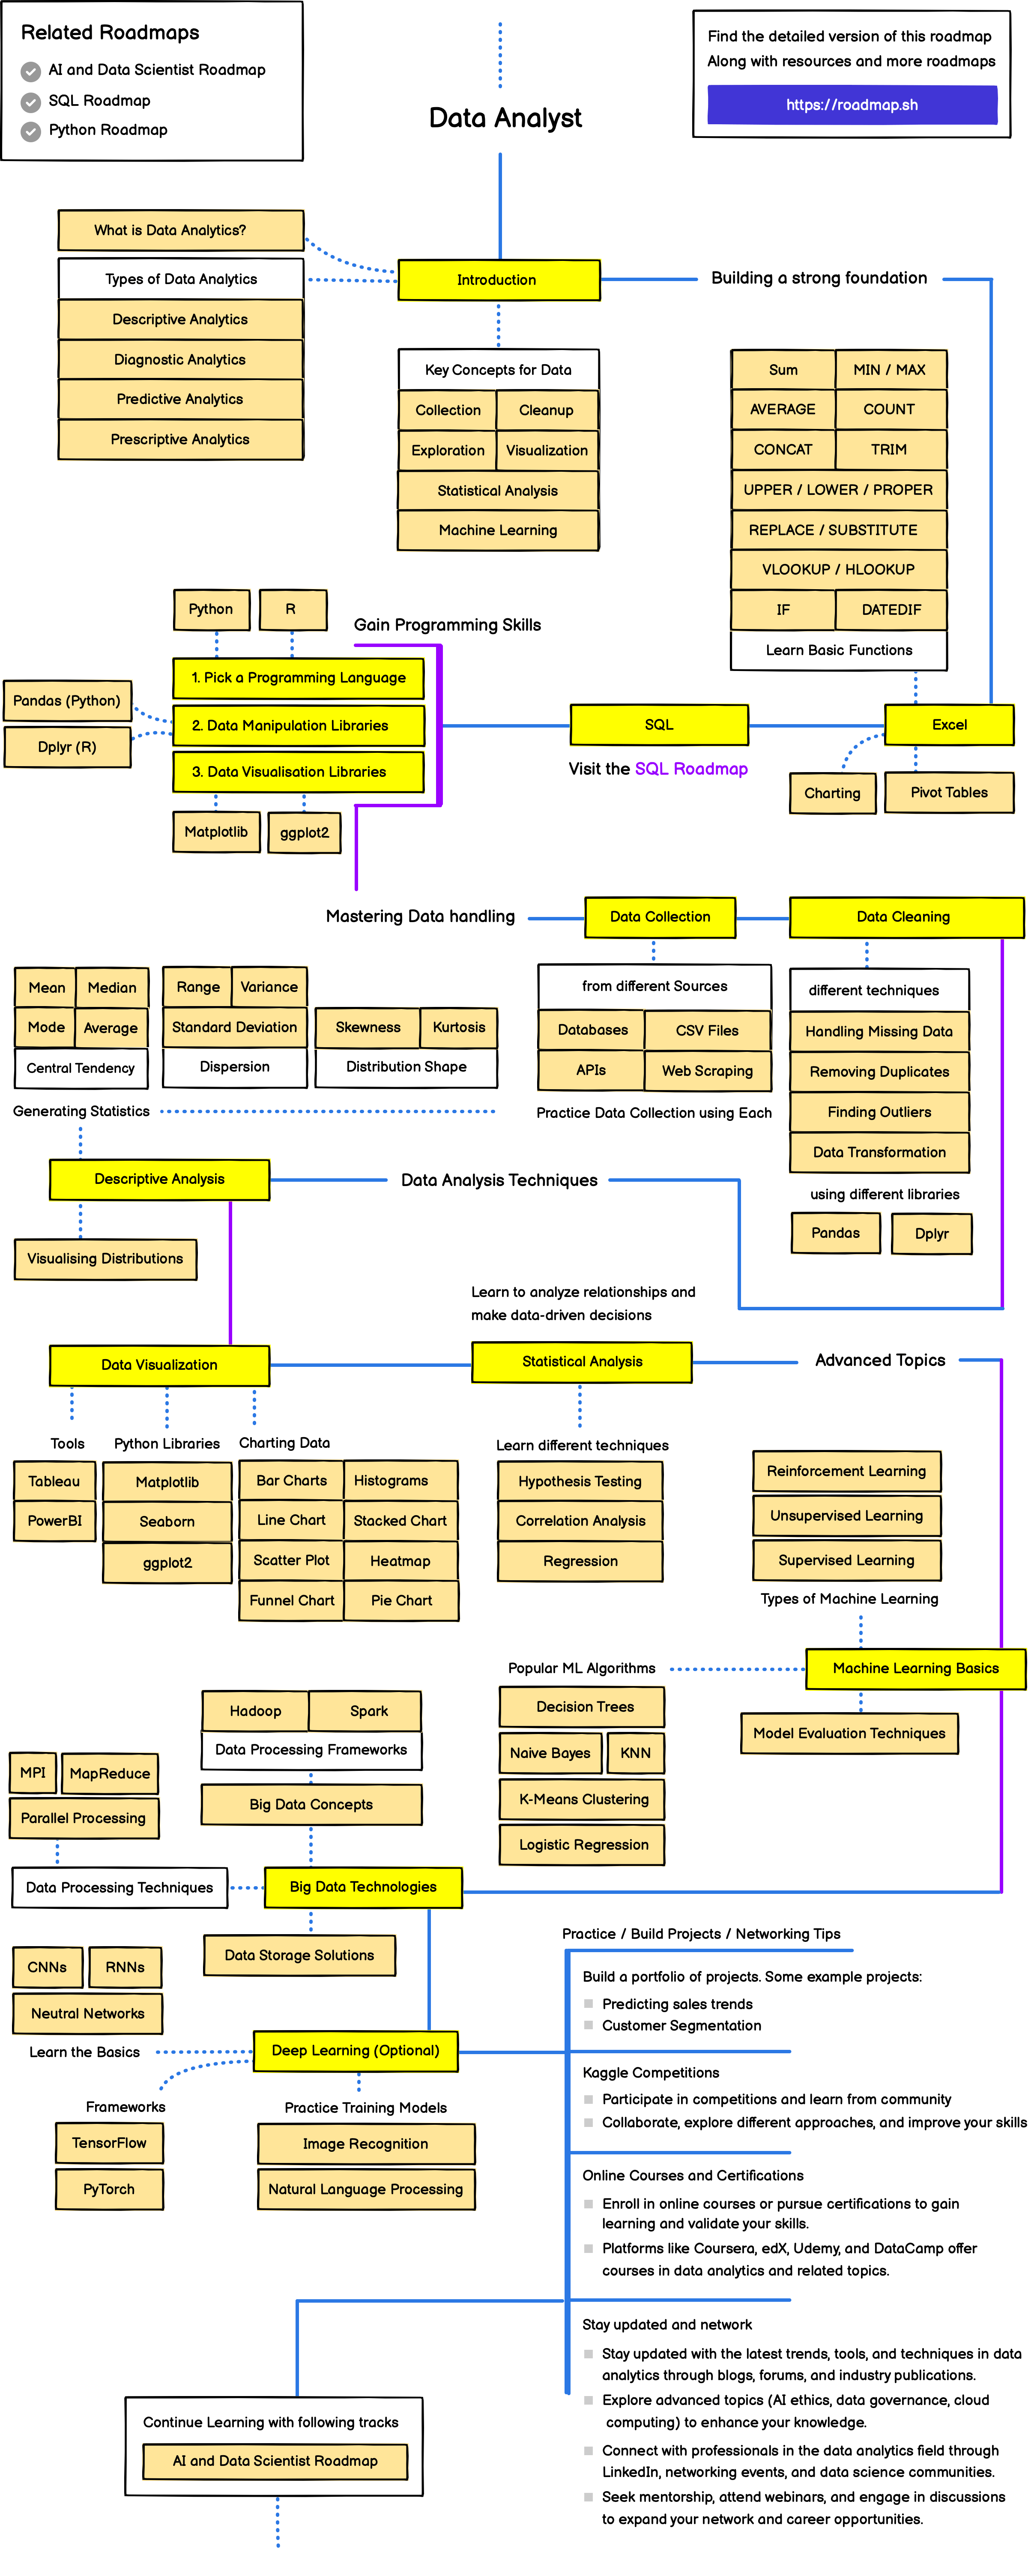 Related Roadmaps
AI and Data Scientist Roadmap
SQL Roadmap
Python Roadmap
Data Analyst
Find the detailed version of this roadmap
Along with resources and more roadmaps
https://roadmap.sh
What is Data Analytics?
Types of Data Analytics
Descriptive Analytics
Diagnostic Analytics
Predictive Analytics
Prescriptive Analytics
Introduction
Building a strong foundation
Key Concepts for Data
Collection
Cleanup
Exploration
Visualization
Statistical Analysis
Machine Learning
Sum
MIN / MAX
AVERAGE
COUNT
CONCAT
TRIM
UPPER / LOWER / PROPER
REPLACE / SUBSTITUTE
VLOOKUP / HLOOKUP
IF
DATEDIF
Learn Basic Functions
Python
R
Gain Programming Skills
1. Pick a Programming Language
Pandas (Python)
2. Data Manipulation Libraries
Dplyr (R)
3. Data Visualisation Libraries
Matplotlib
ggplot2
SQL
Visit the SQL Roadmap
Excel
Charting
Pivot Tables
Mastering Data handling
Data Collection
Data Cleaning
from different Sources
Databases
CSV Files
APIs
Web Scraping
Practice Data Collection using Each
different techniques
Handling Missing Data
Removing Duplicates
Finding Outliers
Data Transformation
using different libraries
Pandas
Dplyr
Mean
Median
Mode
Average
Central Tendency
Range
Variance
Standard Deviation
Dispersion
Skewness
Kurtosis
Distribution Shape
Generating Statistics
Descriptive Analysis
Data Analysis Techniques
Visualising Distributions
Learn to analyze relationships and
make data-driven decisions
Data Visualization
Statistical Analysis
Advanced Topics
Tools
Tableau
PowerBI
Python Libraries
Matplotlib
Seaborn
ggplot2
Charting Data
Bar Charts
Histograms
Line Chart
Stacked Chart
Scatter Plot
Heatmap
Funnel Chart
Pie Chart
Learn different techniques
Hypothesis Testing
Correlation Analysis
Regression
Reinforcement Learning
Unsupervised Learning
Supervised Learning
Types of Machine Learning
Popular ML Algorithms
Machine Learning Basics
Decision Trees
Naive Bayes
KNN
K-Means Clustering
Logistic Regression
Model Evaluation Techniques
Hadoop
Spark
Data Processing Frameworks
MPI
MapReduce
Parallel Processing
Big Data Concepts
Data Processing Techniques
Big Data Technologies
Data Storage Solutions
CNNs
RNNs
Neutral Networks
Learn the Basics
Deep Learning (Optional)
Frameworks
TensorFlow
PyTorch
Practice Training Models
Image Recognition
Natural Language Processing
Practice / Build Projects / Networking Tips
Build a portfolio of projects. Some example projects:
Predicting sales trends
Customer Segmentation
Kaggle Competitions
Participate in competitions and learn from community
Collaborate, explore different approaches, and improve your skills
Online Courses and Certifications
Enroll in online courses or pursue certifications to gain
learning and validate your skills.
Platforms like Coursera, edX, Udemy, and DataCamp offer
courses in data analytics and related topics.
Stay updated and network
Stay updated with the latest trends, tools, and techniques in data
analytics through blogs, forums, and industry publications.
Explore advanced topics (AI ethics, data governance, cloud
computing) to enhance your knowledge.
Connect with professionals in the data analytics field through
LinkedIn, networking events, and data science communities.
Seek mentorship, attend webinars, and engage in discussions
to expand your network and career opportunities.
Continue Learning with following tracks
AI and Data Scientist Roadmap